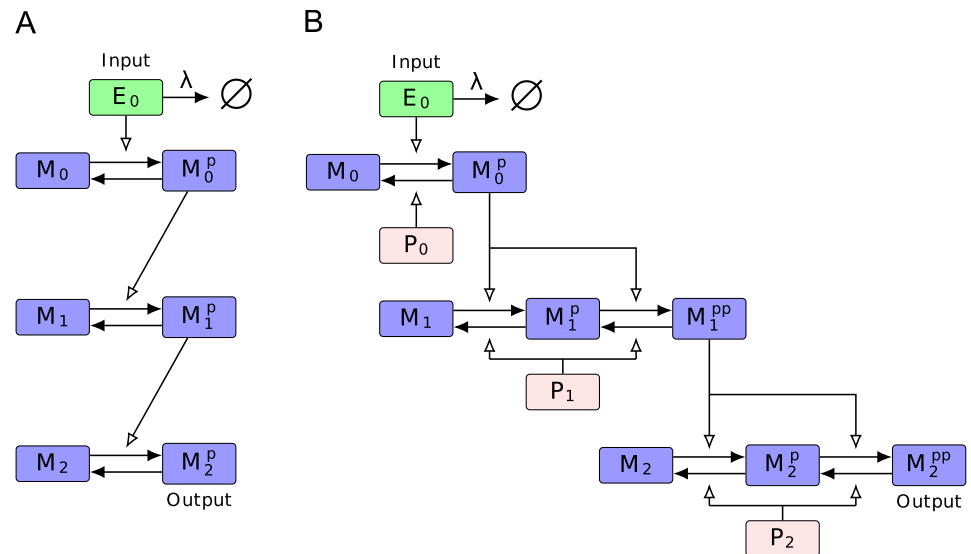 A
B
Input
λ
E0
∅
M0
M0p
M1
M1p
M2
M2p
Output
Input
λ
E0
∅
M0
M0p
P0
M1
M1p
M1pp
P1
M2
M2p
M2pp
Output
P2